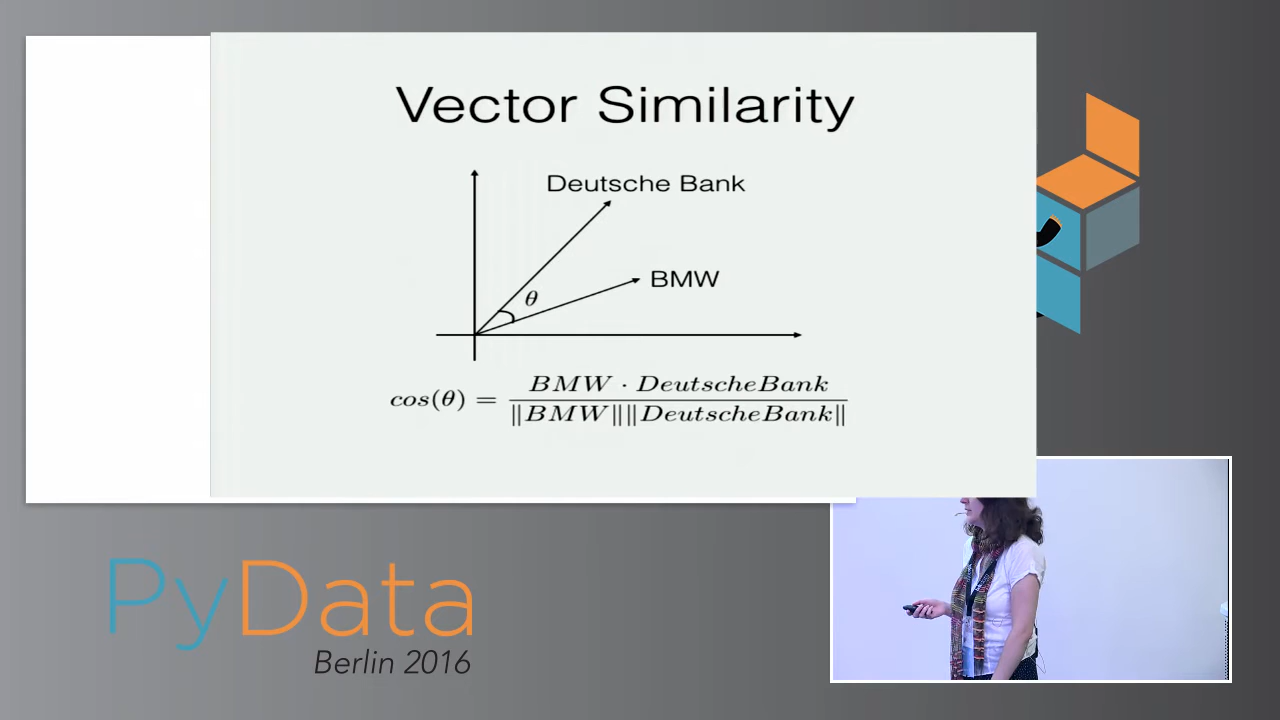 Vector Similarity
Deutsche Bank
BMW
θ
cos(θ) = BMW · DeutscheBank / ‖BMW‖‖DeutscheBank‖
PyData
Berlin 2016